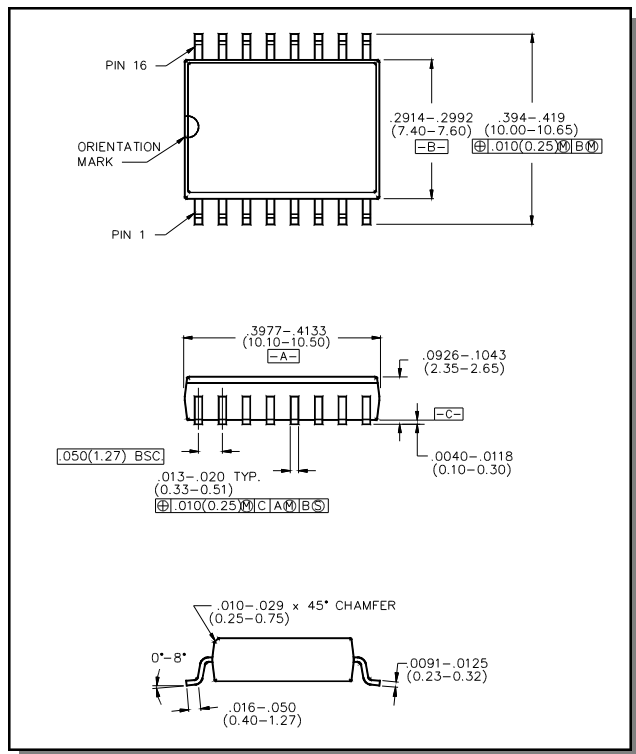 PIN 16
ORIENTATION
MARK
PIN 1
.2914-.2992
(7.40-7.60)
-B-
.394-.419
(10.00-10.65)
⌖ .010(0.25)Ⓜ BⓂ
.3977-.4133
(10.10-10.50)
-A-
.0926-.1043
(2.35-2.65)
-C-
.050(1.27) BSC.
.0040-.0118
(0.10-0.30)
.013-.020 TYP.
(0.33-0.51)
⌖ .010(0.25)Ⓜ C AⓂ BⓈ
.010-.029 x 45° CHAMFER
(0.25-0.75)
0°-8°
.0091-.0125
(0.23-0.32)
.016-.050
(0.40-1.27)